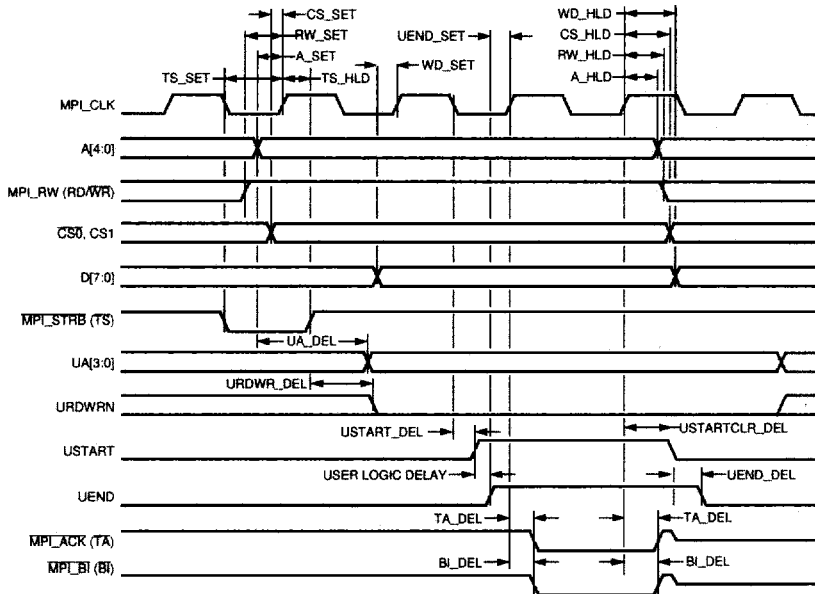 CS_SET
WD_HLD
RW_SET
UEND_SET
CS_HLD
A_SET
RW_HLD
TS_SET
TS_HLD
WD_SET
A_HLD
MPI_CLK
A[4:0]
MPI_RW (RD/WR)
CS0, CS1
D[7:0]
MPI_STRB (TS)
UA_DEL
UA[3:0]
URDWR_DEL
URDWRN
USTART_DEL
USTARTCLR_DEL
USTART
USER LOGIC DELAY
UEND_DEL
UEND
TA_DEL
TA_DEL
MPI_ACK (TA)
BI_DEL
BI_DEL
MPI_BI (BI)